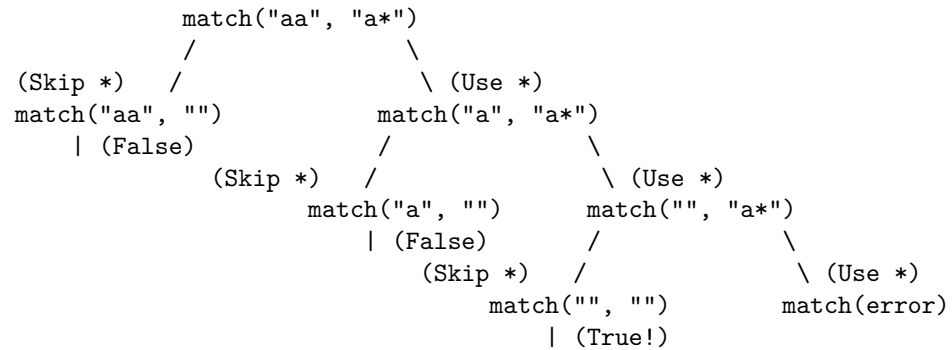 match("aa", "a*")
/ \
(Skip *) / \ (Use *)
match("aa", "") match("a", "a*")
| (False) / \
(Skip *) / \ (Use *)
match("a", "") match("", "a*")
| (False) / \
(Skip *) / \ (Use *)
match("", "") match(error)
| (True!)